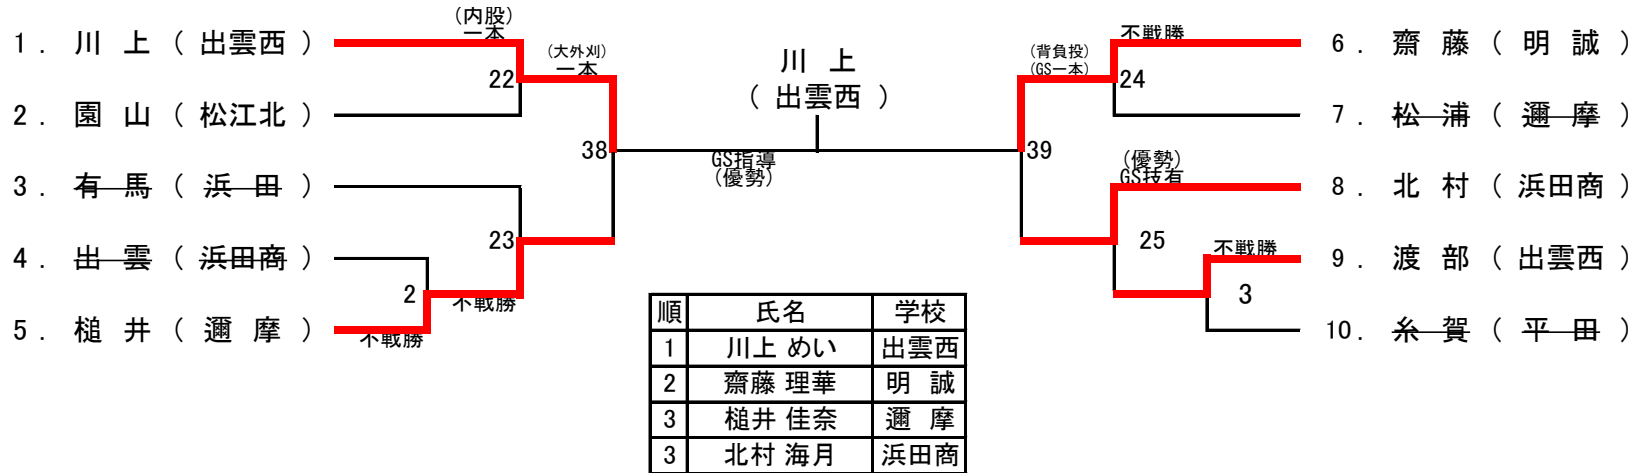 1. 川 上 ( 出雲西 )
2. 園 山 ( 松江北 )
3. 有 馬 ( 浜 田 )
4. 出 雲 ( 浜田商 )
5. 槌 井 ( 邇 摩 )
(内股)
一本
22
(大外刈)
一本
38
23
2
不戦勝
不戦勝
川 上
( 出雲西 )
GS指導
(優勢)
(背負投)
(GS一本)
不戦勝
24
39
(優勢)
GS技有
25
不戦勝
3
6. 齋 藤 ( 明 誠 )
7. 松 浦 ( 邇 摩 )
8. 北 村 ( 浜田商 )
9. 渡 部 ( 出雲西 )
10. 糸 賀 ( 平 田 )
順 氏名 学校
1 川上 めい 出雲西
2 齋藤 理華 明 誠
3 槌井 佳奈 邇 摩
3 北村 海月 浜田商